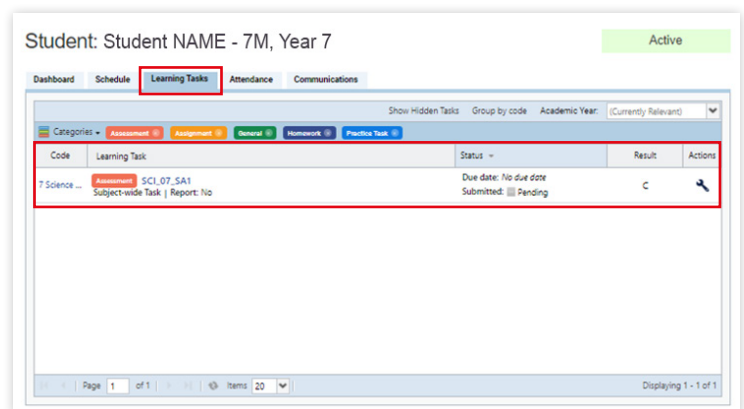 Student: Student NAME - 7M, Year 7
Active
Dashboard Schedule Learning Tasks Attendance Communications
Show Hidden Tasks Group by code Academic Year: (Currently Relevant)
Categories Assessment Assignment General Homework Practice Task
Code Learning Task Status Result Actions
7 Science ... Assessment SCI_07_SA1 Due date: No due date C
Subject-wide Task | Report: No Submitted: Pending
Page 1 of 1 Items 20 Displaying 1 - 1 of 1